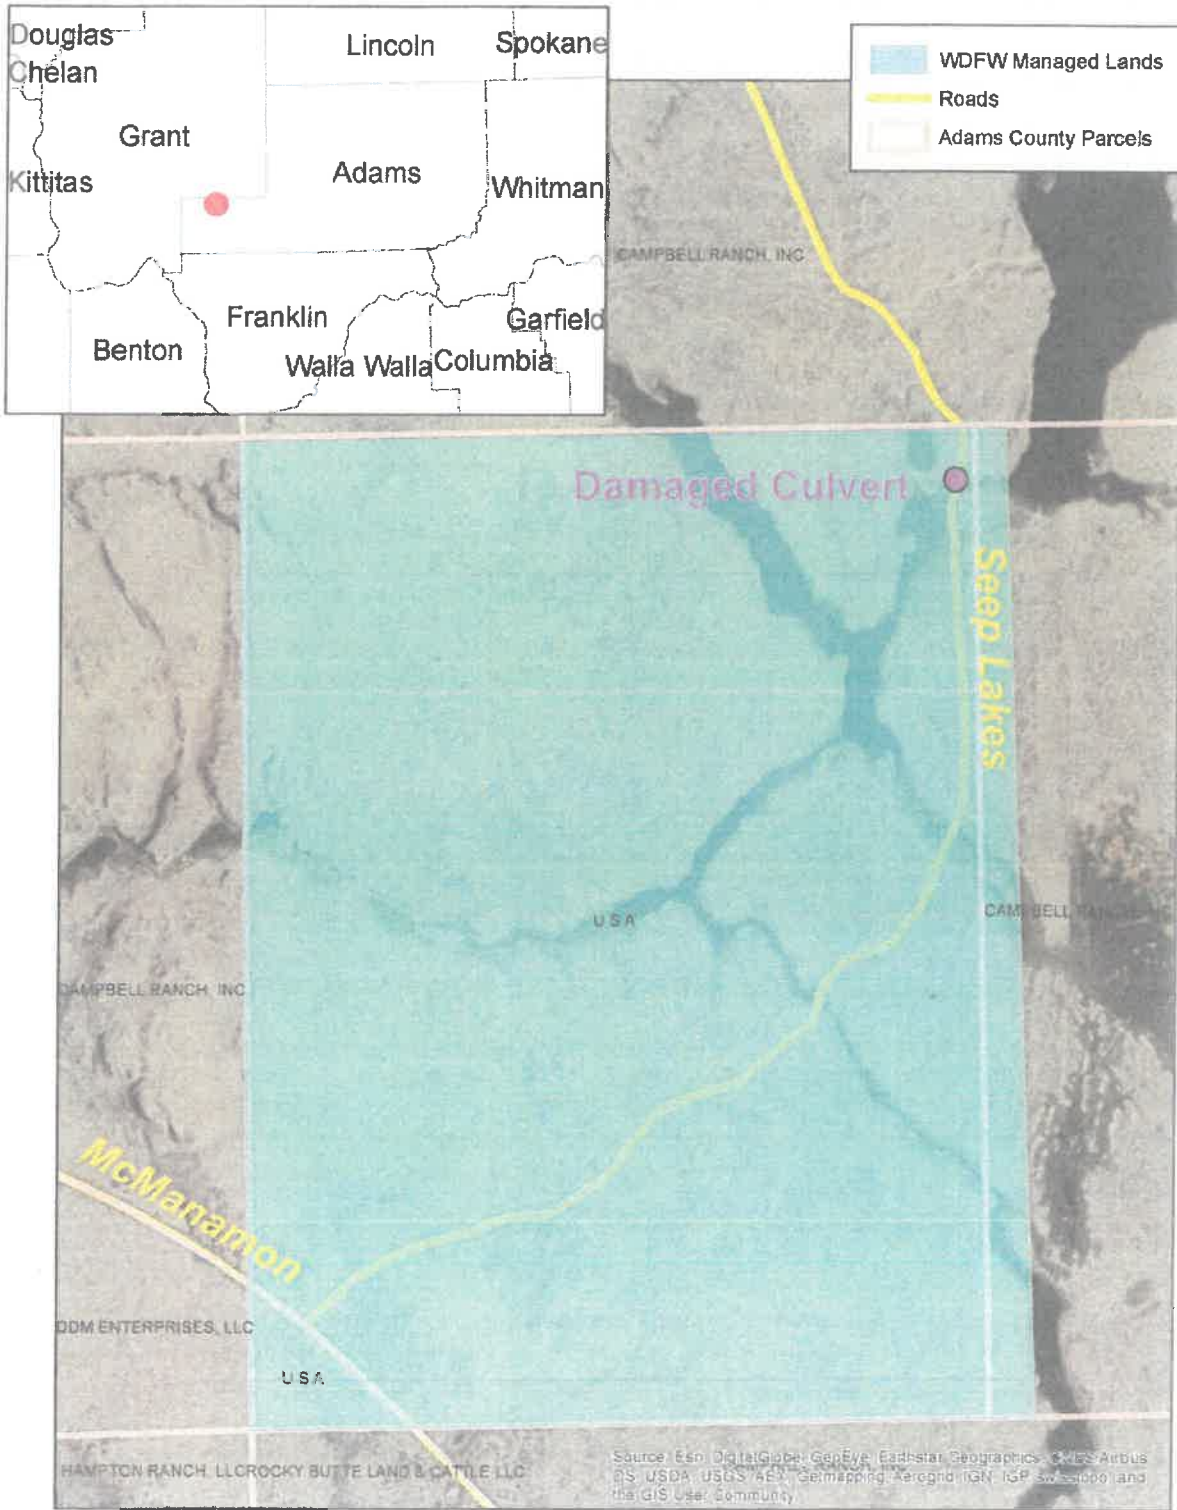 Douglas
Chelan
Lincoln
Spokane
Grant
Kittitas
Adams
Whitman
Franklin
Garfield
Benton
Walla Walla
Columbia
WDFW Managed Lands
Roads
Adams County Parcels
CAMPBELL RANCH, INC
Damaged Culvert
Seep Lakes
USA
CAMPBELL RANCH, INC
CAMPBELL RANCH, INC
McManamon
DDM ENTERPRISES, LLC
USA
HAMPTON RANCH, LLC
ROCKY BUTTE LAND & CATTLE LLC
Source: Esri, DigitalGlobe, GeoEye, Earthstar Geographics, Airbus
DS, USDA, USGS, AEX, Getmapping, Aerogrid, IGN, IGP, swisstopo, and
the GIS User Community